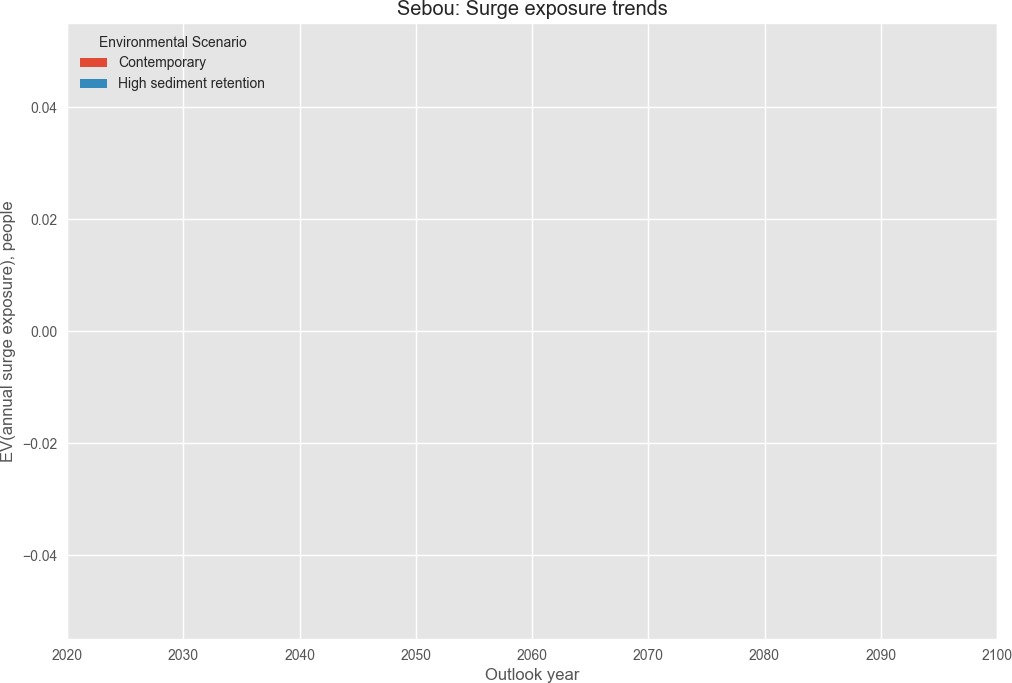 Sebou: Surge exposure trends
Environmental Scenario
Contemporary
High sediment retention
EV(annual surge exposure), people
0.04
0.02
0.00
−0.02
−0.04
2020 2030 2040 2050 2060 2070 2080 2090 2100
Outlook year